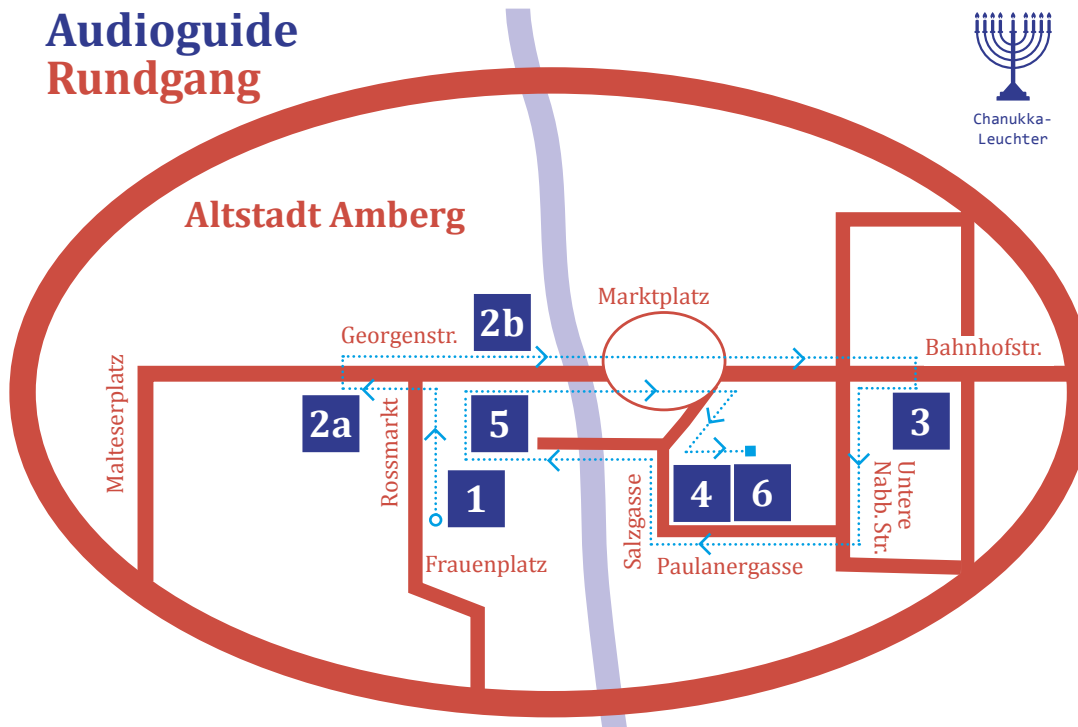 Audioguide
Rundgang
Chanukka-
Leuchter
Altstadt Amberg
Marktplatz
2b
Georgenstr.
Bahnhofstr.
Malteserplatz
2a
Rossmarkt
5
3
1
4
6
Salzgasse
Untere
Nabb. Str.
Frauenplatz
Paulanergasse